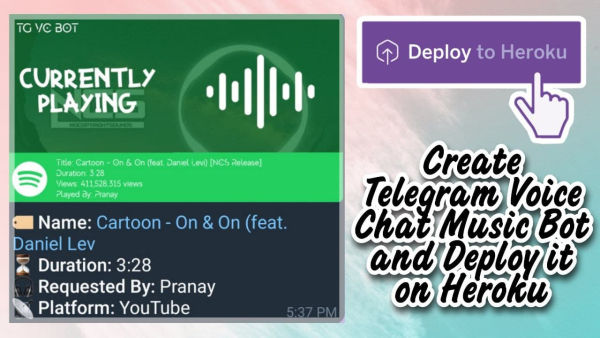 TG VC BOT
CURRENTLY
PLAYING
Title: Cartoon - On & On (feat. Daniel Levi) [NCS Release]
Duration: 3:28
Views: 411,528,315 views
Played By: Pranay
Name: Cartoon - On & On (feat.
Daniel Lev
Duration: 3:28
Requested By: Pranay
Platform: YouTube
5:37 PM
Deploy to Heroku
Create
Telegram Voice
Chat Music Bot
and Deploy it
on Heroku